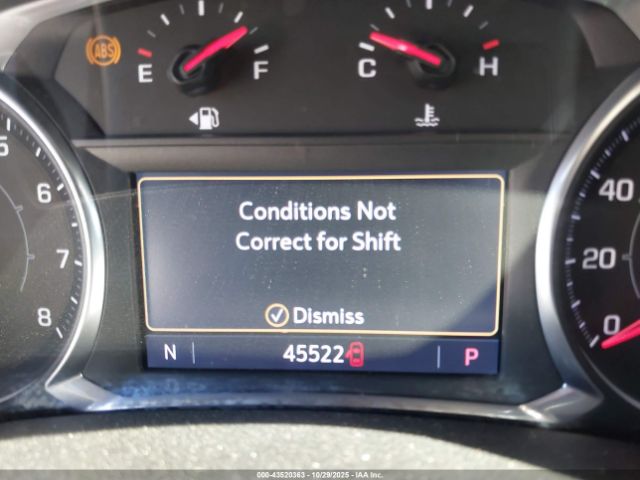 ABS
E F
C H
5
6
7
8
40
20
0
Conditions Not
Correct for Shift
Dismiss
N 45522 P
000-43520363 | 10/29/2025 | IAAI INC.